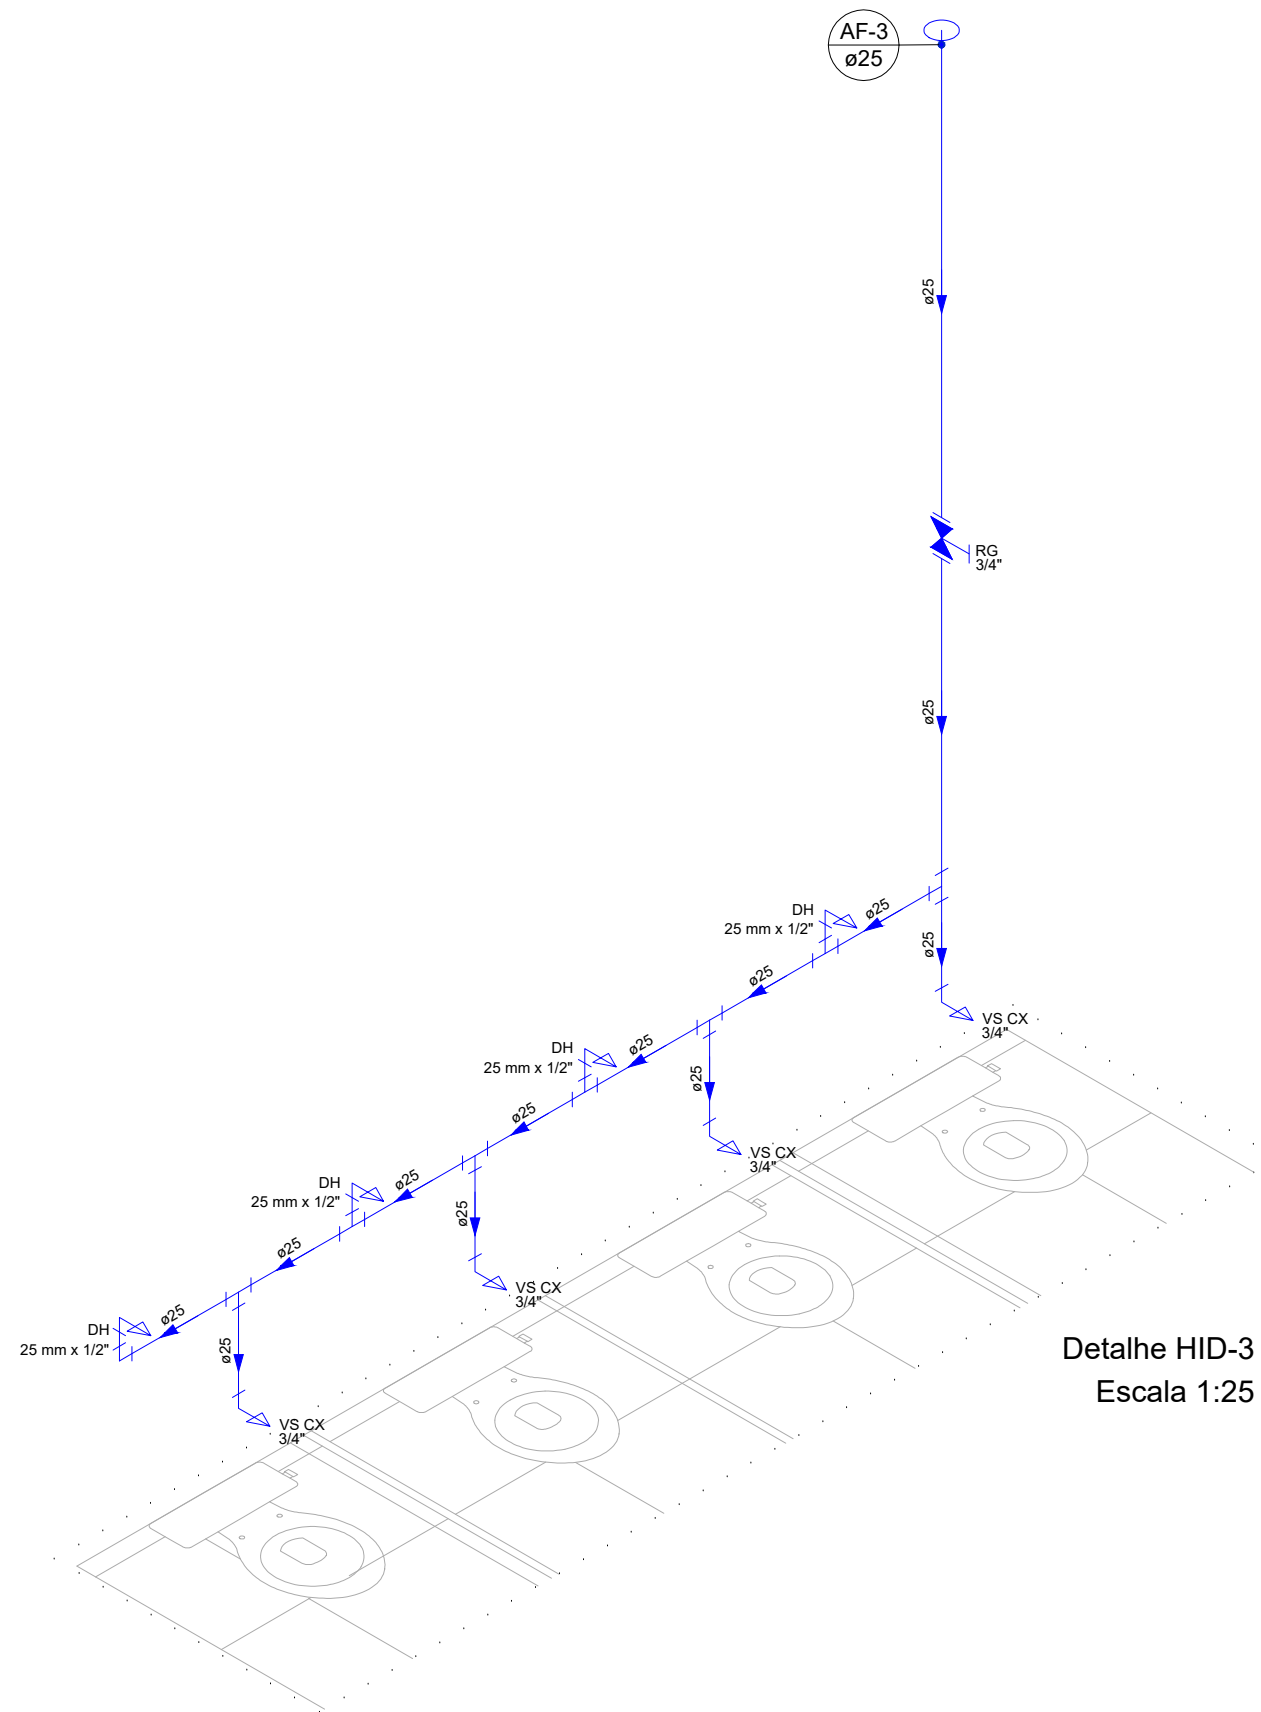 AF-3
ø25
ø25
RG
3/4"
ø25
DH
25 mm x 1/2"
ø25
ø25
ø25
VS CX
3/4"
DH
25 mm x 1/2"
ø25
ø25
ø25
VS CX
3/4"
DH
25 mm x 1/2"
ø25
ø25
ø25
VS CX
3/4"
DH
25 mm x 1/2"
ø25
ø25
VS CX
3/4"
Detalhe HID-3
Escala 1:25